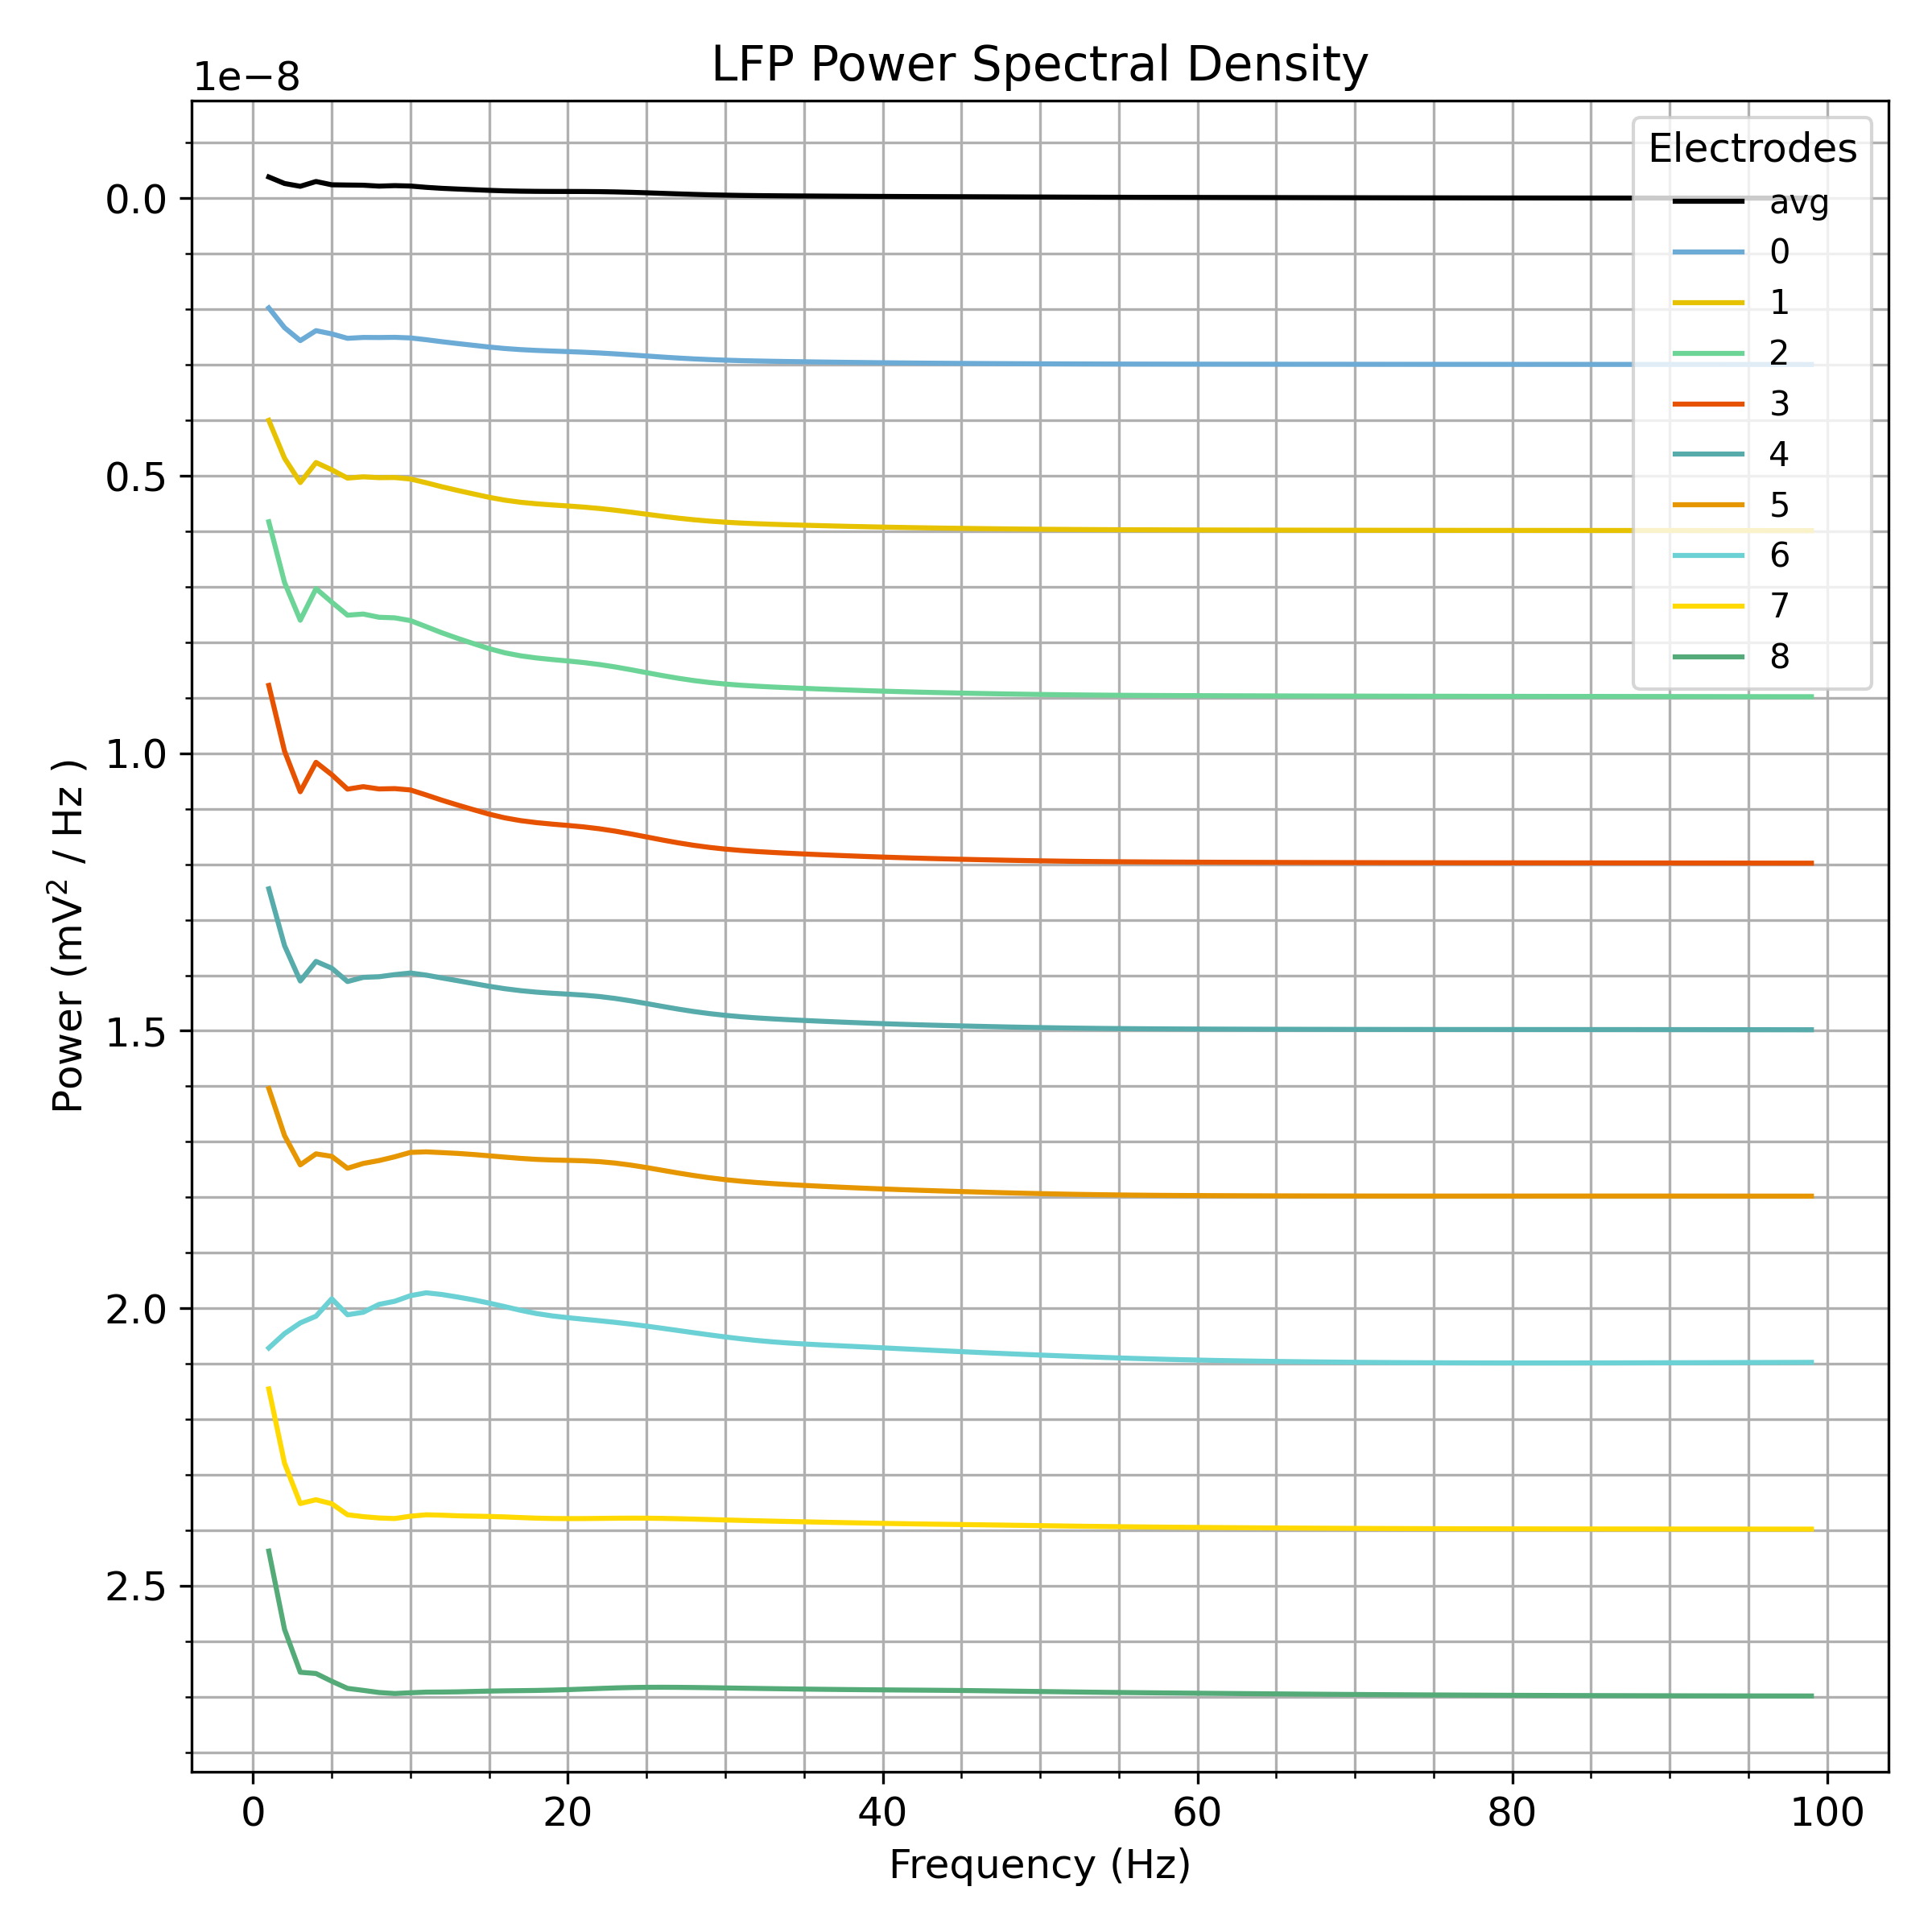 LFP Power Spectral Density
1e−8
Electrodes
avg
0
1
2
3
4
5
6
7
8
0.0
0.5
1.0
1.5
2.0
2.5
Power (mV² / Hz )
0 20 40 60 80 100
Frequency (Hz)